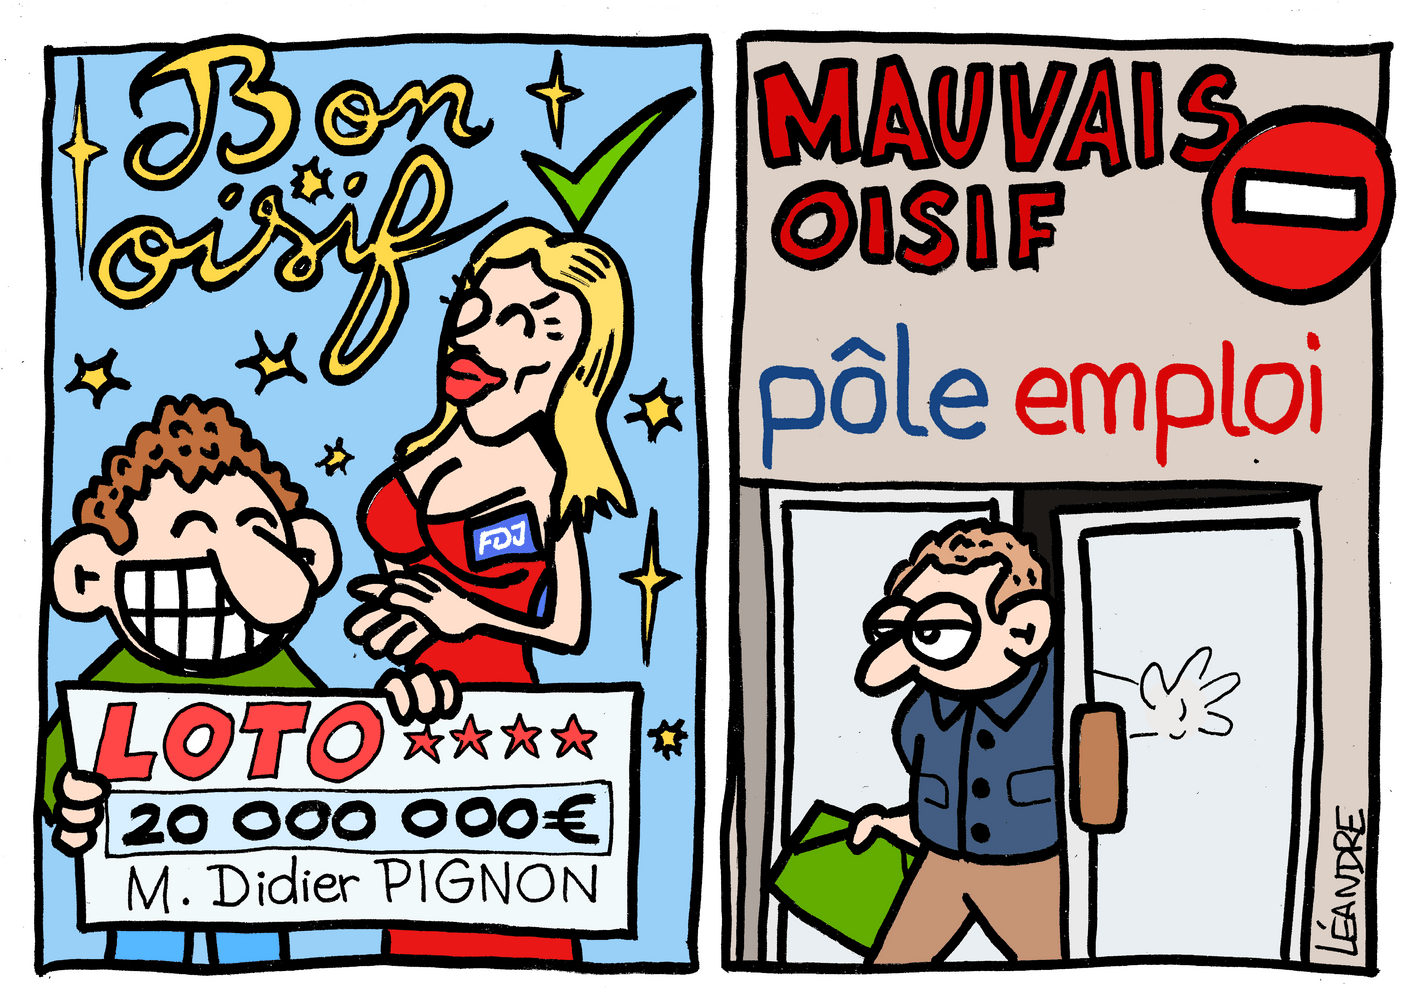 Bon
oisif
FDJ
LOTO ★★★★
20 000 000€
M. Didier PIGNON
MAUVAIS
OISIF
pôle emploi
LÉANDRE